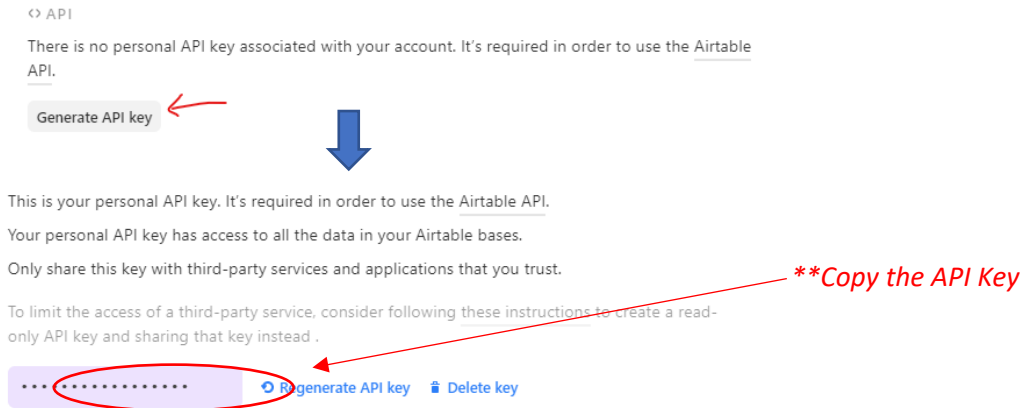 <> API
There is no personal API key associated with your account. It's required in order to use the Airtable
API.
Generate API key
This is your personal API key. It's required in order to use the Airtable API.
Your personal API key has access to all the data in your Airtable bases.
Only share this key with third-party services and applications that you trust.
**Copy the API Key
To limit the access of a third-party service, consider following these instructions to create a read-
only API key and sharing that key instead .
••••••••••••••••• Regenerate API key Delete key